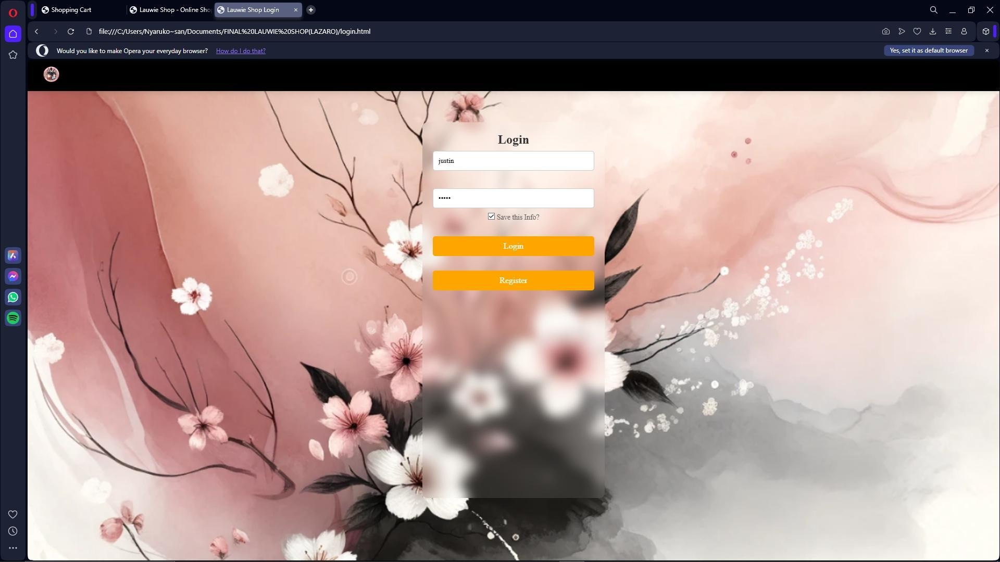 Shopping Cart
Lauwie Shop - Online Sho
Lauwie Shop Login
file:///C:/Users/Nyaruko~san/Documents/FINAL%20LAUWIE%20SHOP(LAZARO)/login.html
Would you like to make Opera your everyday browser? How do I do that?
Yes, set it as default browser
Login
justin
•••••
Save this Info?
Login
Register